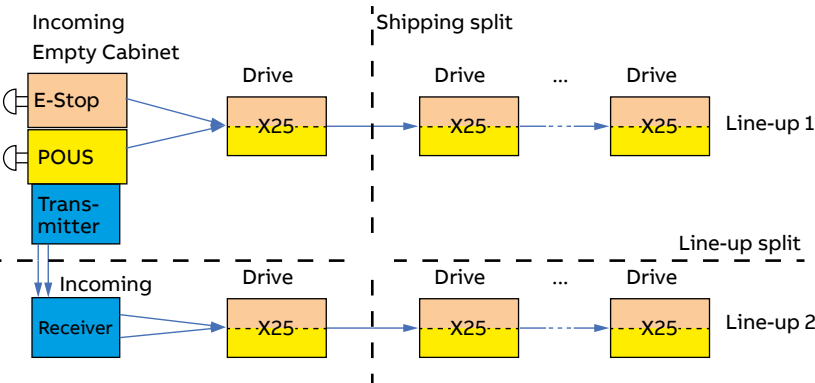 Incoming
Empty Cabinet
Shipping split
Drive
Drive
...
Drive
E-Stop
X25
X25
X25
Line-up 1
POUS
Trans-
mitter
Line-up split
Incoming
Drive
Drive
...
Drive
Receiver
X25
X25
X25
Line-up 2